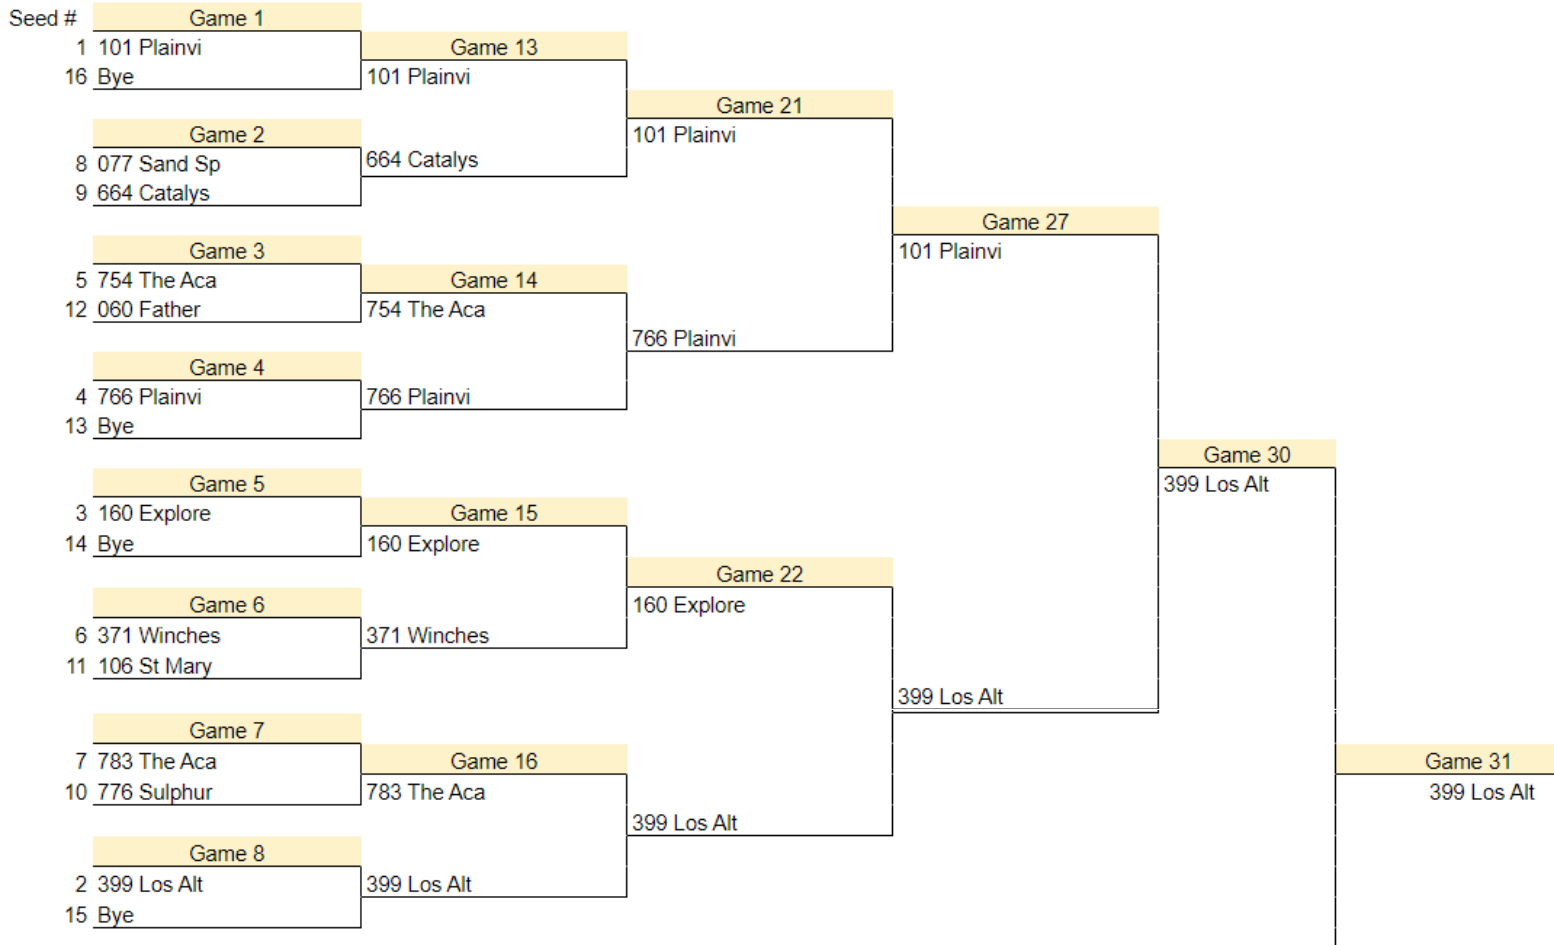 Seed # Game 1
1 101 Plainvi Game 13
16 Bye 101 Plainvi
Game 21
Game 2 101 Plainvi
8 077 Sand Sp 664 Catalys
9 664 Catalys
Game 27
Game 3 101 Plainvi
5 754 The Aca Game 14
12 060 Father 754 The Aca
766 Plainvi
Game 4
4 766 Plainvi 766 Plainvi
13 Bye
Game 30
Game 5 399 Los Alt
3 160 Explore Game 15
14 Bye 160 Explore
Game 22
Game 6 160 Explore
6 371 Winches 371 Winches
11 106 St Mary
399 Los Alt
Game 7
7 783 The Aca Game 16 Game 31
10 776 Sulphur 783 The Aca 399 Los Alt
399 Los Alt
Game 8
2 399 Los Alt 399 Los Alt
15 Bye